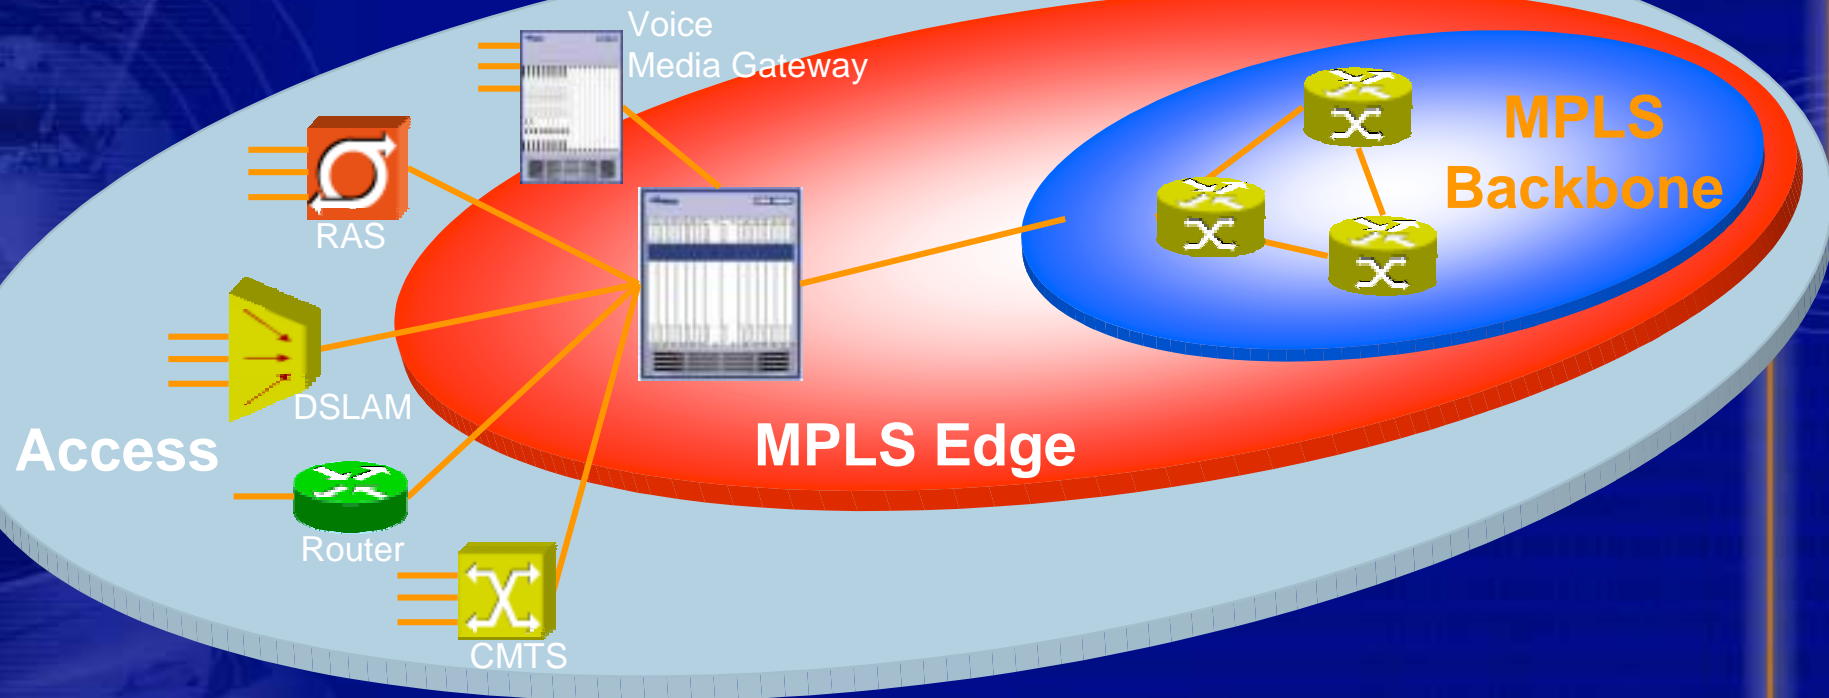 Voice
Media Gateway
MPLS
Backbone
RAS
DSLAM
Access
MPLS Edge
Router
CMTS